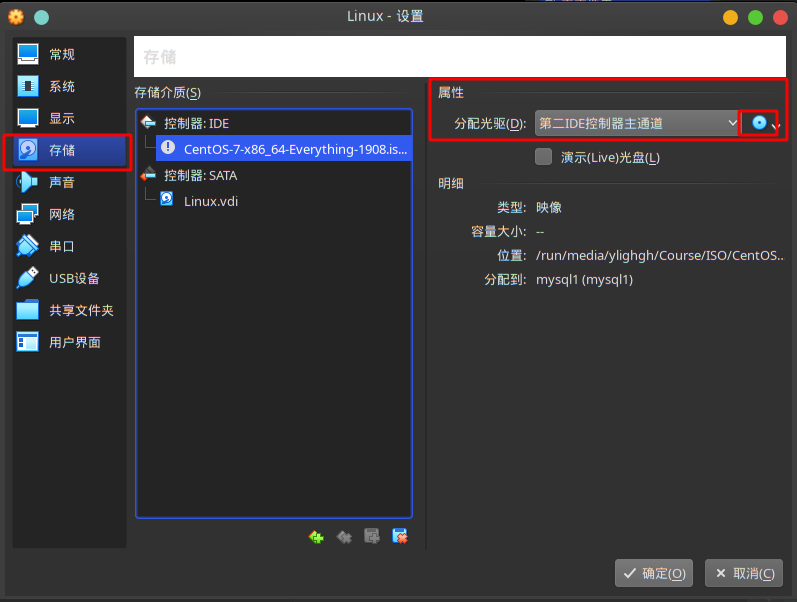 Linux - 设置
常规
系统
显示
存储
声音
网络
串口
USB设备
共享文件夹
用户界面
存储
存储介质(S)
控制器: IDE
CentOS-7-x86_64-Everything-1908.is...
控制器: SATA
Linux.vdi
属性
分配光驱(D): 第二IDE控制器主通道
演示(Live)光盘(L)
明细
类型: 映像
容量大小: --
位置: /run/media/ylighgh/Course/ISO/CentOS...
分配到: mysql1 (mysql1)
确定(O)
取消(C)